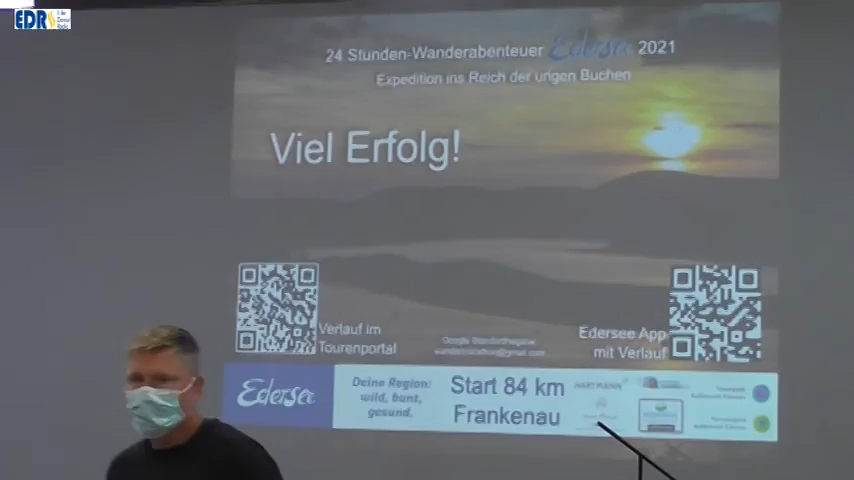 EDR
24 Stunden-Wanderabenteuer Edersee 2021
Expedition ins Reich der urigen Buchen
Viel Erfolg!
Verlauf im
Tourenportal
Edersee App
mit Verlauf
Edersee
Deine Region:
wild, bunt,
gesund.
Start 84 km
Frankenau
HARTMANN